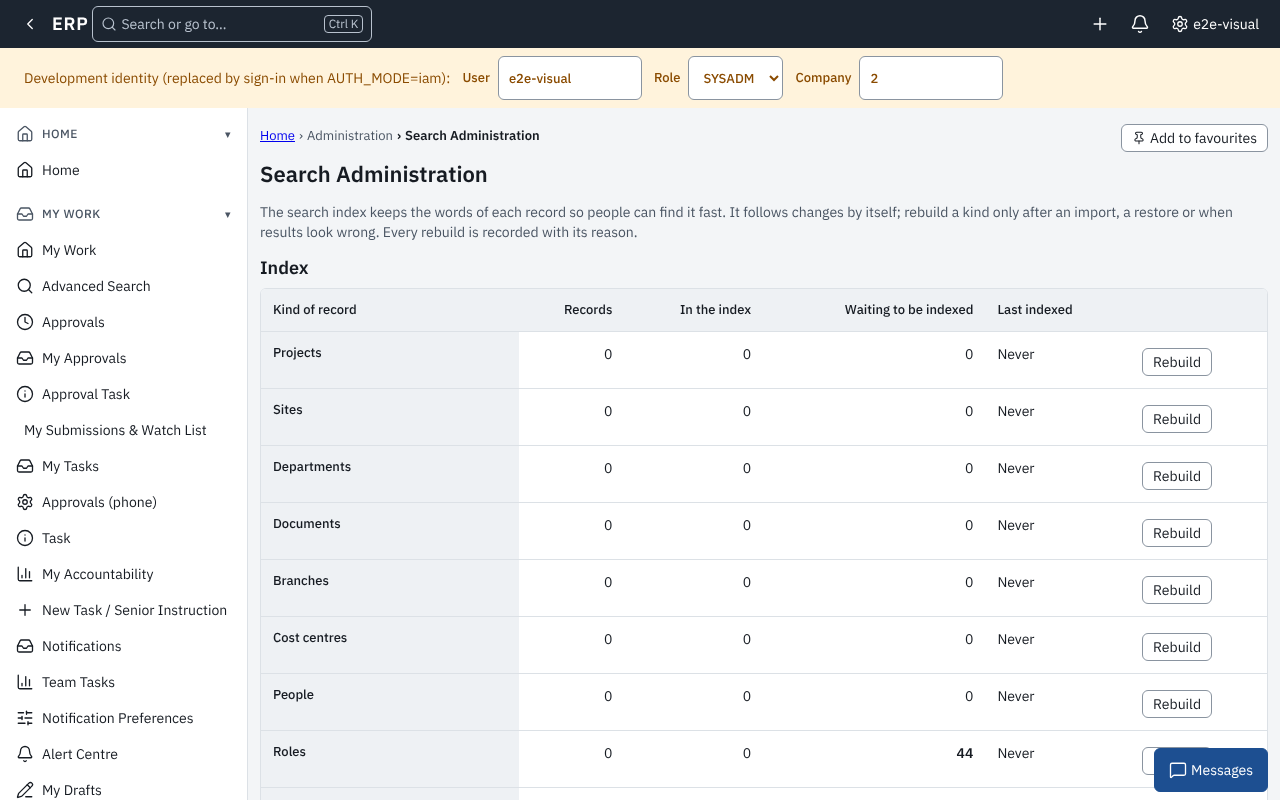 ERP
Search or go to...
Ctrl K
e2e-visual
Development identity (replaced by sign-in when AUTH_MODE=iam):
User
e2e-visual
Role
SYSADM
Company
2
HOME
Home
MY WORK
My Work
Advanced Search
Approvals
My Approvals
Approval Task
My Submissions & Watch List
My Tasks
Approvals (phone)
Task
My Accountability
New Task / Senior Instruction
Notifications
Team Tasks
Notification Preferences
Alert Centre
My Drafts
Home › Administration › Search Administration
Add to favourites
Search Administration
The search index keeps the words of each record so people can find it fast. It follows changes by itself; rebuild a kind only after an import, a restore or when
results look wrong. Every rebuild is recorded with its reason.
Index
Kind of record Records In the index Waiting to be indexed Last indexed
Projects 0 0 0 Never Rebuild
Sites 0 0 0 Never Rebuild
Departments 0 0 0 Never Rebuild
Documents 0 0 0 Never Rebuild
Branches 0 0 0 Never Rebuild
Cost centres 0 0 0 Never Rebuild
People 0 0 0 Never Rebuild
Roles 0 0 44 Never
Messages